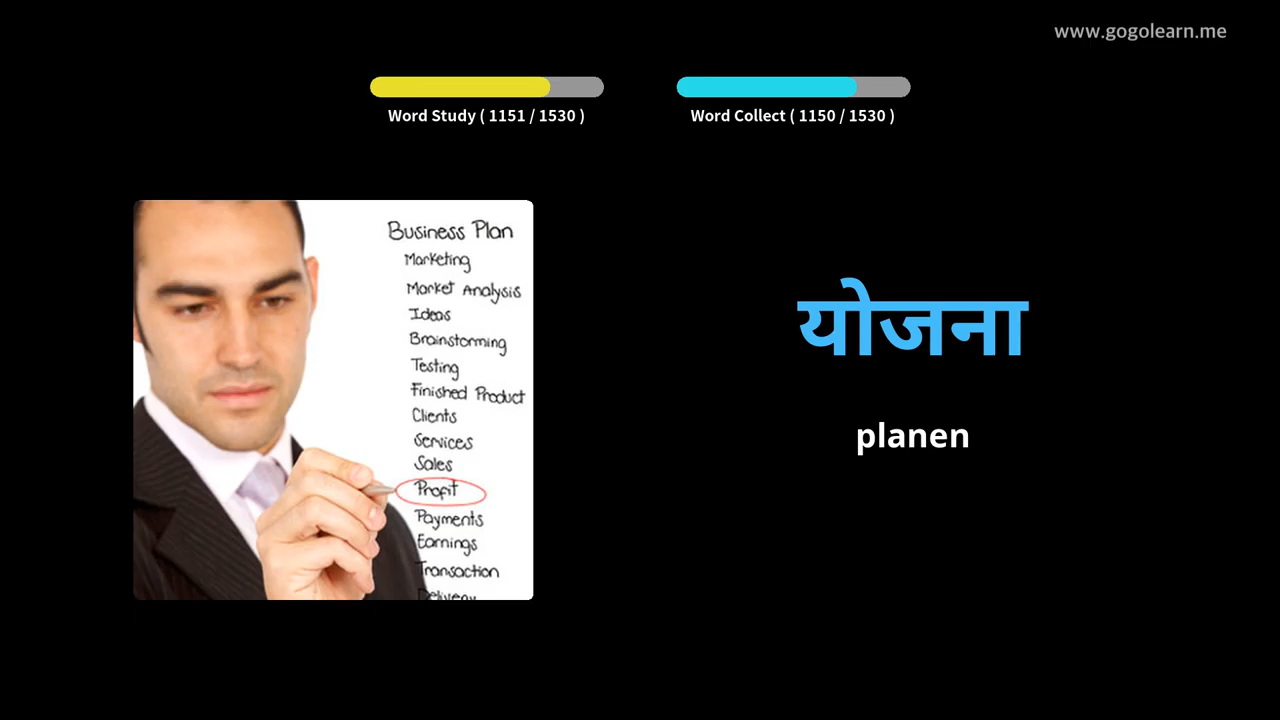 www.gogolearn.me
Word Study ( 1151 / 1530 )
Word Collect ( 1150 / 1530 )
Business Plan
Marketing
Market Analysis
Ideas
Brainstorming
Testing
Finished Product
Clients
Services
Sales
Profit
Payments
Earnings
Transaction
Delivery
योजना
planen